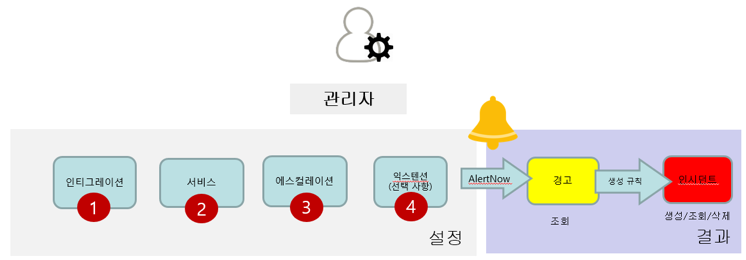 관리자
인티그레이션
1
서비스
2
에스컬레이션
3
익스텐션
(선택 사항)
4
설정
AlertNow
경고
조회
생성 규칙
인시던트
생성/조회/삭제
결과